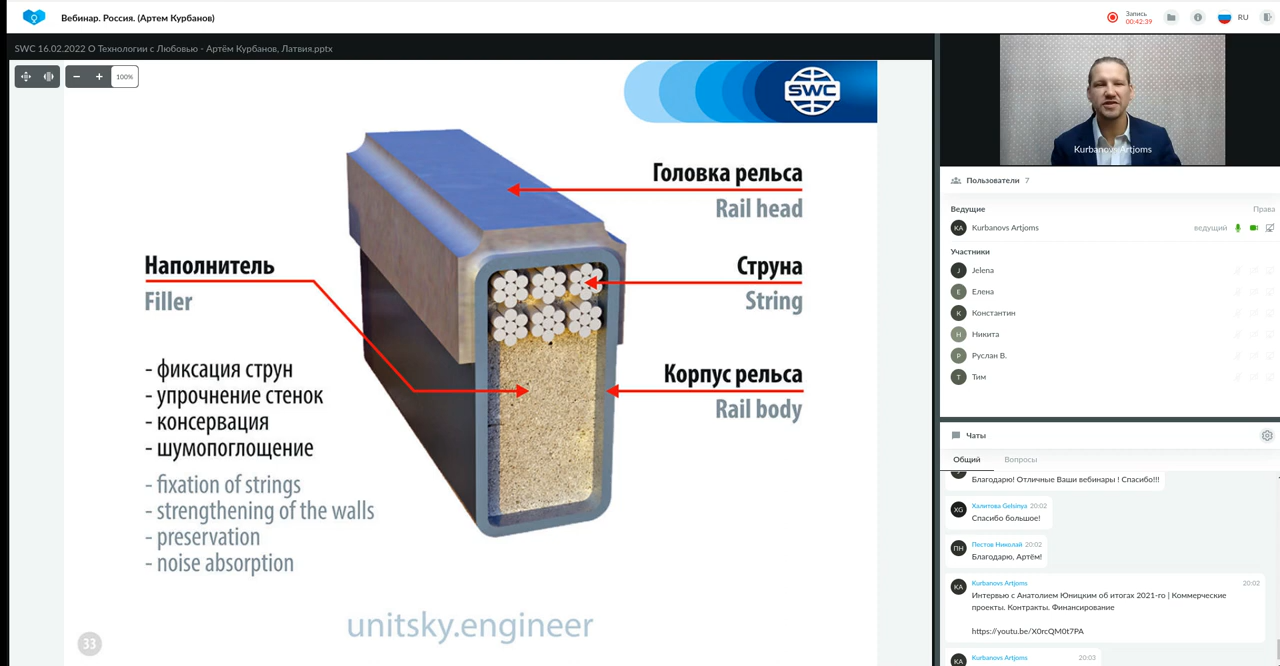 Вебинар. Россия. (Артем Курбанов)
Запись
00:42:39
RU
SWC 16.02.2022 О Технологии с Любовью - Артём Курбанов, Латвия.pptx
100%
SWC
Головка рельса
Rail head
Наполнитель
Filler
Струна
String
Корпус рельса
Rail body
- фиксация струн
- упрочнение стенок
- консервация
- шумопоглощение
- fixation of strings
- strengthening of the walls
- preservation
- noise absorption
unitsky.engineer
33
Kurbanovs Artjoms
Пользователи 7
Ведущие Права
KA Kurbanovs Artjoms ведущий
Участники
J Jelena
Е Елена
К Константин
Н Никита
Р Руслан В.
Т Тим
Чаты
Общий Вопросы
Благодарю! Отличные Ваши вебинары ! Спасибо!!!
XG Халитова Gelsinya 20:02
Спасибо большое!
ПН Пестов Николай 20:02
Благодарю, Артём!
KA Kurbanovs Artjoms 20:02
Интервью с Анатолием Юницким об итогах 2021-го | Коммерческие
проекты. Контракты. Финансирование
https://youtu.be/X0rcQM0t7PA
KA Kurbanovs Artjoms 20:03